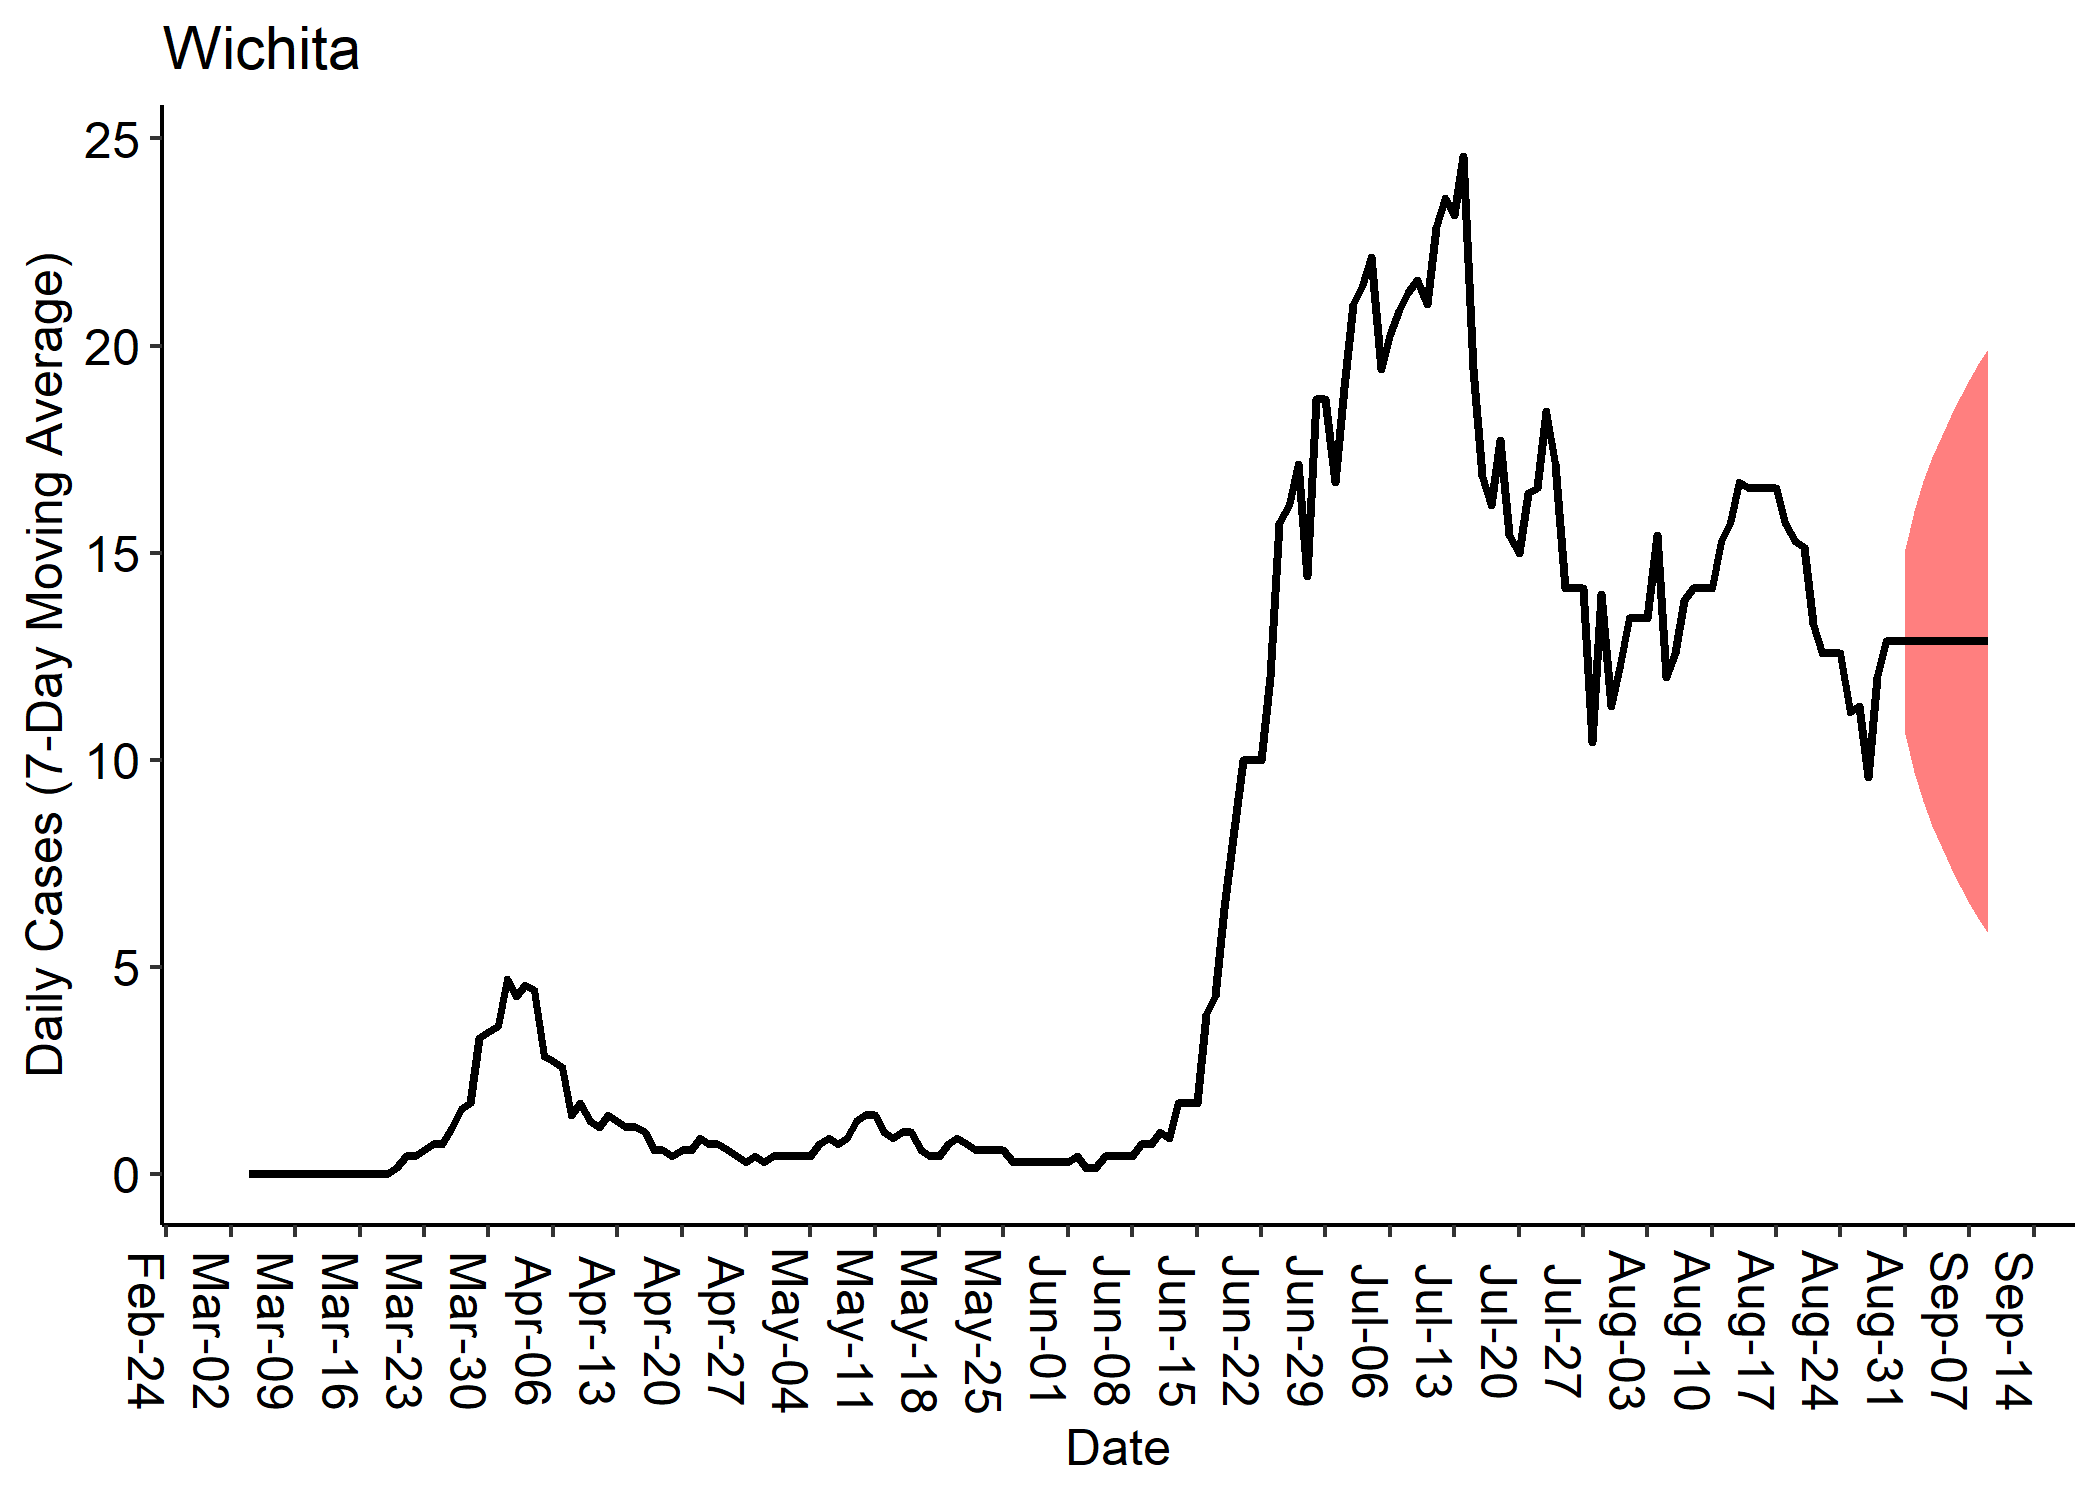 Wichita
Daily Cases (7-Day Moving Average)
25
20
15
10
5
0
Feb-24
Mar-02
Mar-09
Mar-16
Mar-23
Mar-30
Apr-06
Apr-13
Apr-20
Apr-27
May-04
May-11
May-18
May-25
Jun-01
Jun-08
Jun-15
Jun-22
Jun-29
Jul-06
Jul-13
Jul-20
Jul-27
Aug-03
Aug-10
Aug-17
Aug-24
Aug-31
Sep-07
Sep-14
Date